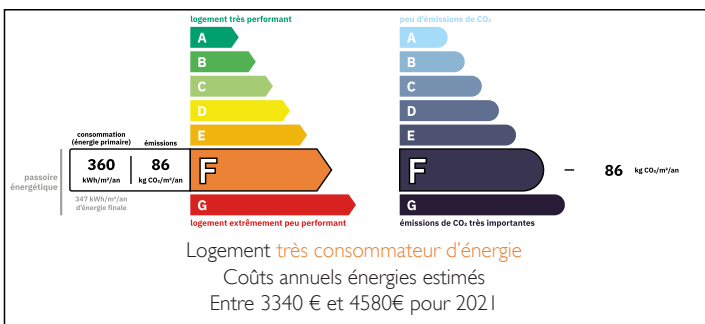 logement très performant
A
B
C
D
E
consommation
(énergie primaire)
émissions
passoire
énergétique
360
kWh/m²/an
86
kg CO₂/m²/an
F
347 kWh/m²/an
d'énergie finale
G
logement extrêmement peu performant
peu d'émissions de CO₂
A
B
C
D
E
F
86 kg CO₂/m²/an
G
émissions de CO₂ très importantes
Logement très consommateur d'énergie
Coûts annuels énergies estimés
Entre 3340 € et 4580€ pour 2021